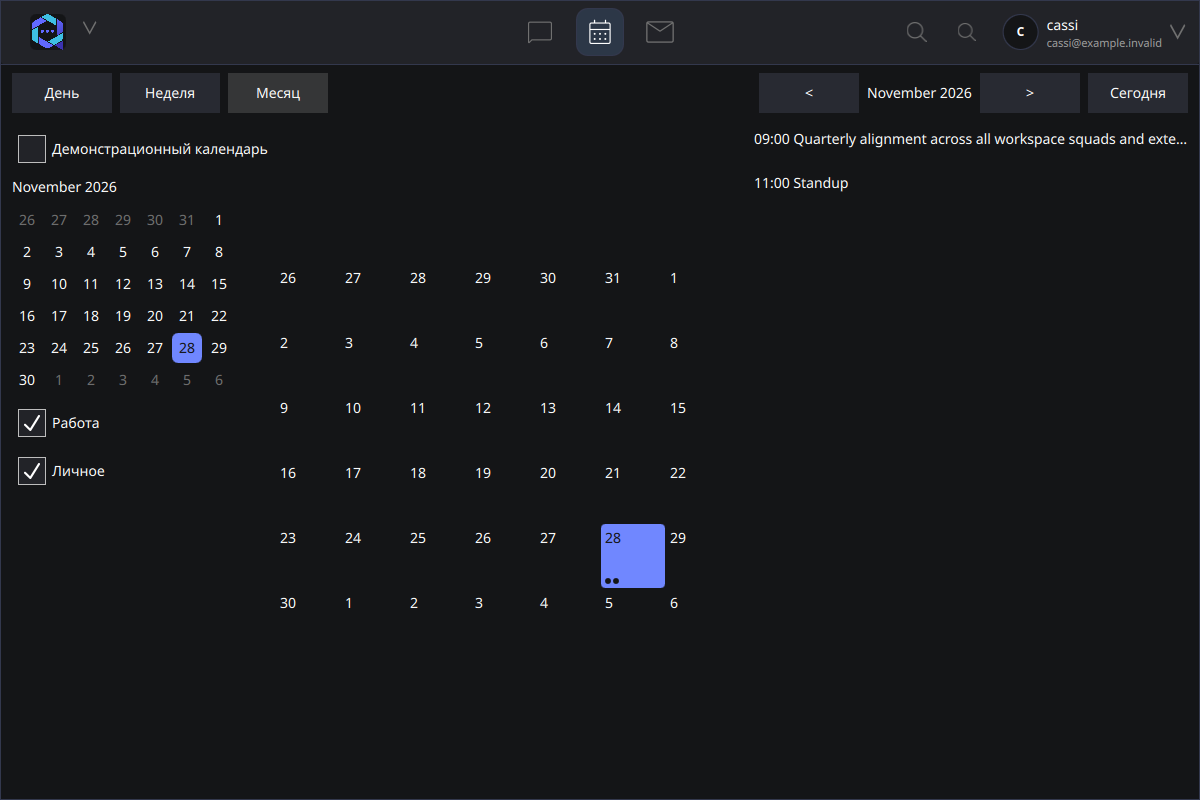 C
cassi
cassi@example.invalid
День Неделя Месяц
< November 2026 > Сегодня
Демонстрационный календарь
November 2026
26 27 28 29 30 31 1
2 3 4 5 6 7 8
9 10 11 12 13 14 15
16 17 18 19 20 21 22
23 24 25 26 27 28 29
30 1 2 3 4 5 6
Работа
Личное
26 27 28 29 30 31 1
2 3 4 5 6 7 8
9 10 11 12 13 14 15
16 17 18 19 20 21 22
23 24 25 26 27 28 29
30 1 2 3 4 5 6
09:00 Quarterly alignment across all workspace squads and exte...
11:00 Standup